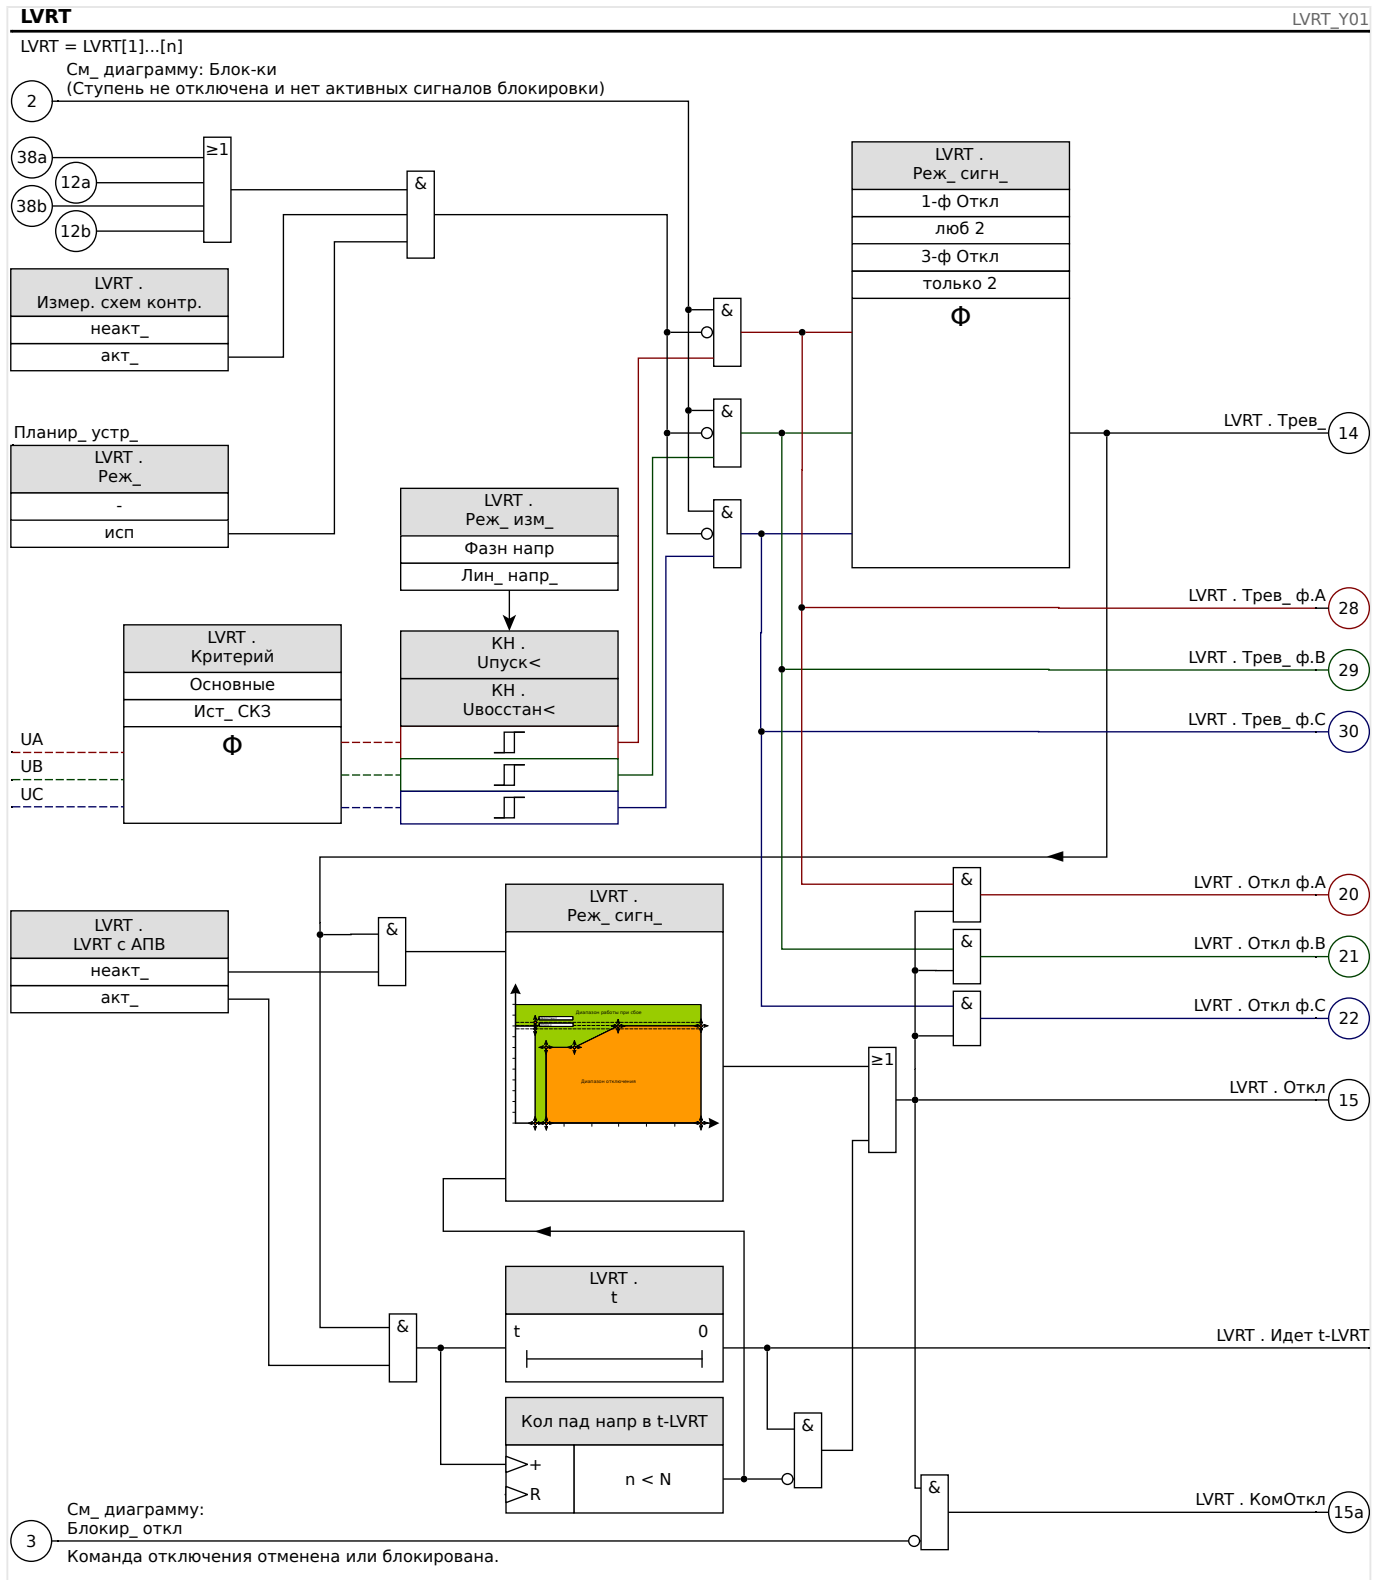 LVRT
LVRT_Y01
LVRT = LVRT[1]...[n]
См_ диаграмму: Блок-ки
(Ступень не отключена и нет активных сигналов блокировки)
2
38a
12a
38b
12b
≥1
&
LVRT .
Измер. схем контр.
неакт_
акт_
Планир_ устр_
LVRT .
Реж_
-
исп
LVRT .
Реж_ изм_
Фазн напр
Лин_ напр_
LVRT .
Критерий
Основные
Ист_ СКЗ
Ф
UA
UB
UC
КН .
Uпуск<
КН .
Uвосстан<
&
&
&
LVRT .
Реж_ сигн_
1-ф Откл
люб 2
3-ф Откл
только 2
Ф
LVRT . Трев_
14
LVRT . Трев_ ф.A
28
LVRT . Трев_ ф.B
29
LVRT . Трев_ ф.C
30
LVRT .
LVRT с АПВ
неакт_
акт_
&
LVRT .
Реж_ сигн_
Диапазон работы при сбое
Диапазон отключения
&
LVRT . Откл ф.A
20
&
LVRT . Откл ф.B
21
&
LVRT . Откл ф.C
22
≥1
LVRT . Откл
15
&
LVRT .
t
t
0
LVRT . Идет t-LVRT
Кол пад напр в t-LVRT
+
R
n < N
&
&
LVRT . КомОткл
15a
См_ диаграмму:
Блокир_ откл
3
Команда отключения отменена или блокирована.